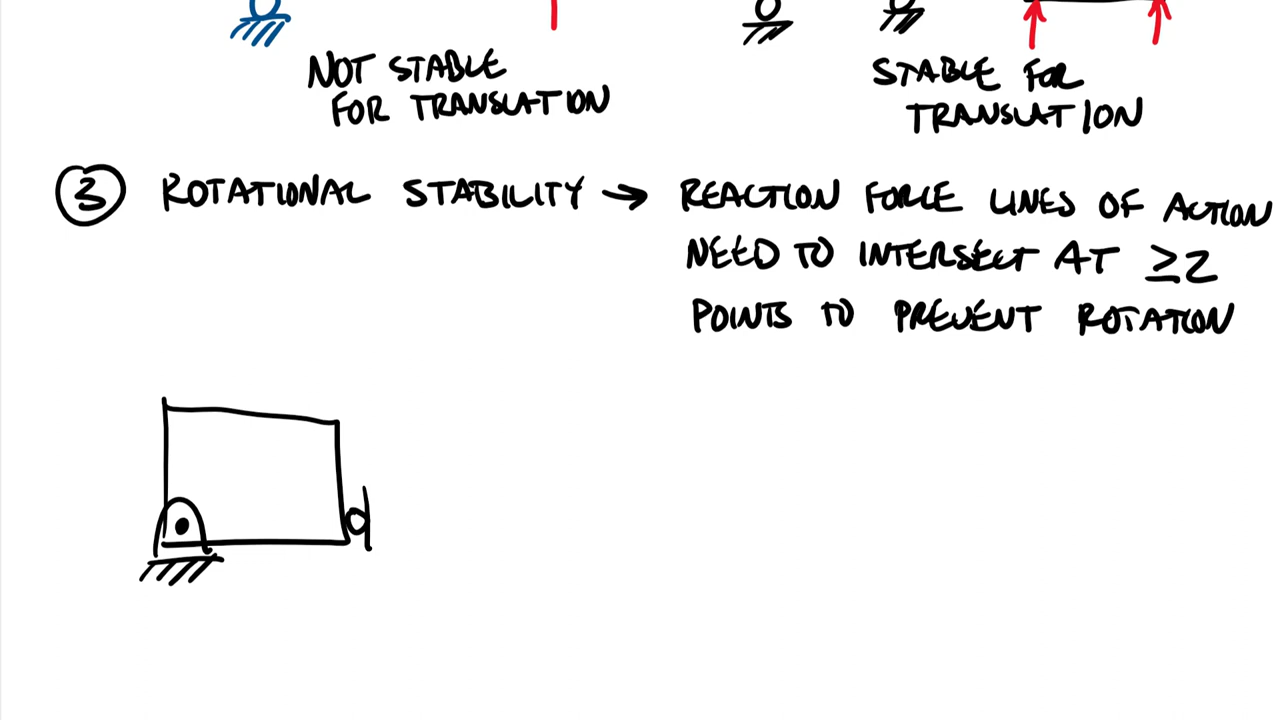 NOT STABLE
FOR TRANSLATION
STABLE FOR
TRANSLATION
3 ROTATIONAL STABILITY → REACTION FORCE LINES OF ACTION
NEED TO INTERSECT AT ≥2
POINTS TO PREVENT ROTATION